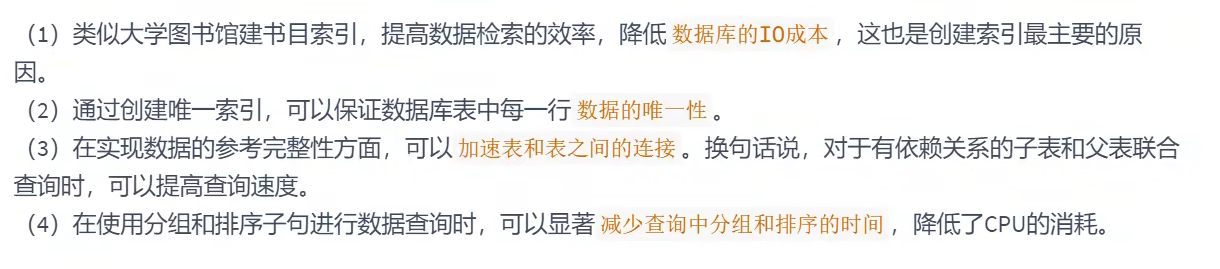 （1）类似大学图书馆建书目索引，提高数据检索的效率，降低 数据库的IO成本 ，这也是创建索引最主要的原
因。
（2）通过创建唯一索引，可以保证数据库表中每一行 数据的唯一性 。
（3）在实现数据的参考完整性方面，可以 加速表和表之间的连接 。换句话说，对于有依赖关系的子表和父表联合
查询时，可以提高查询速度。
（4）在使用分组和排序子句进行数据查询时，可以显著 减少查询中分组和排序的时间 ，降低了CPU的消耗。